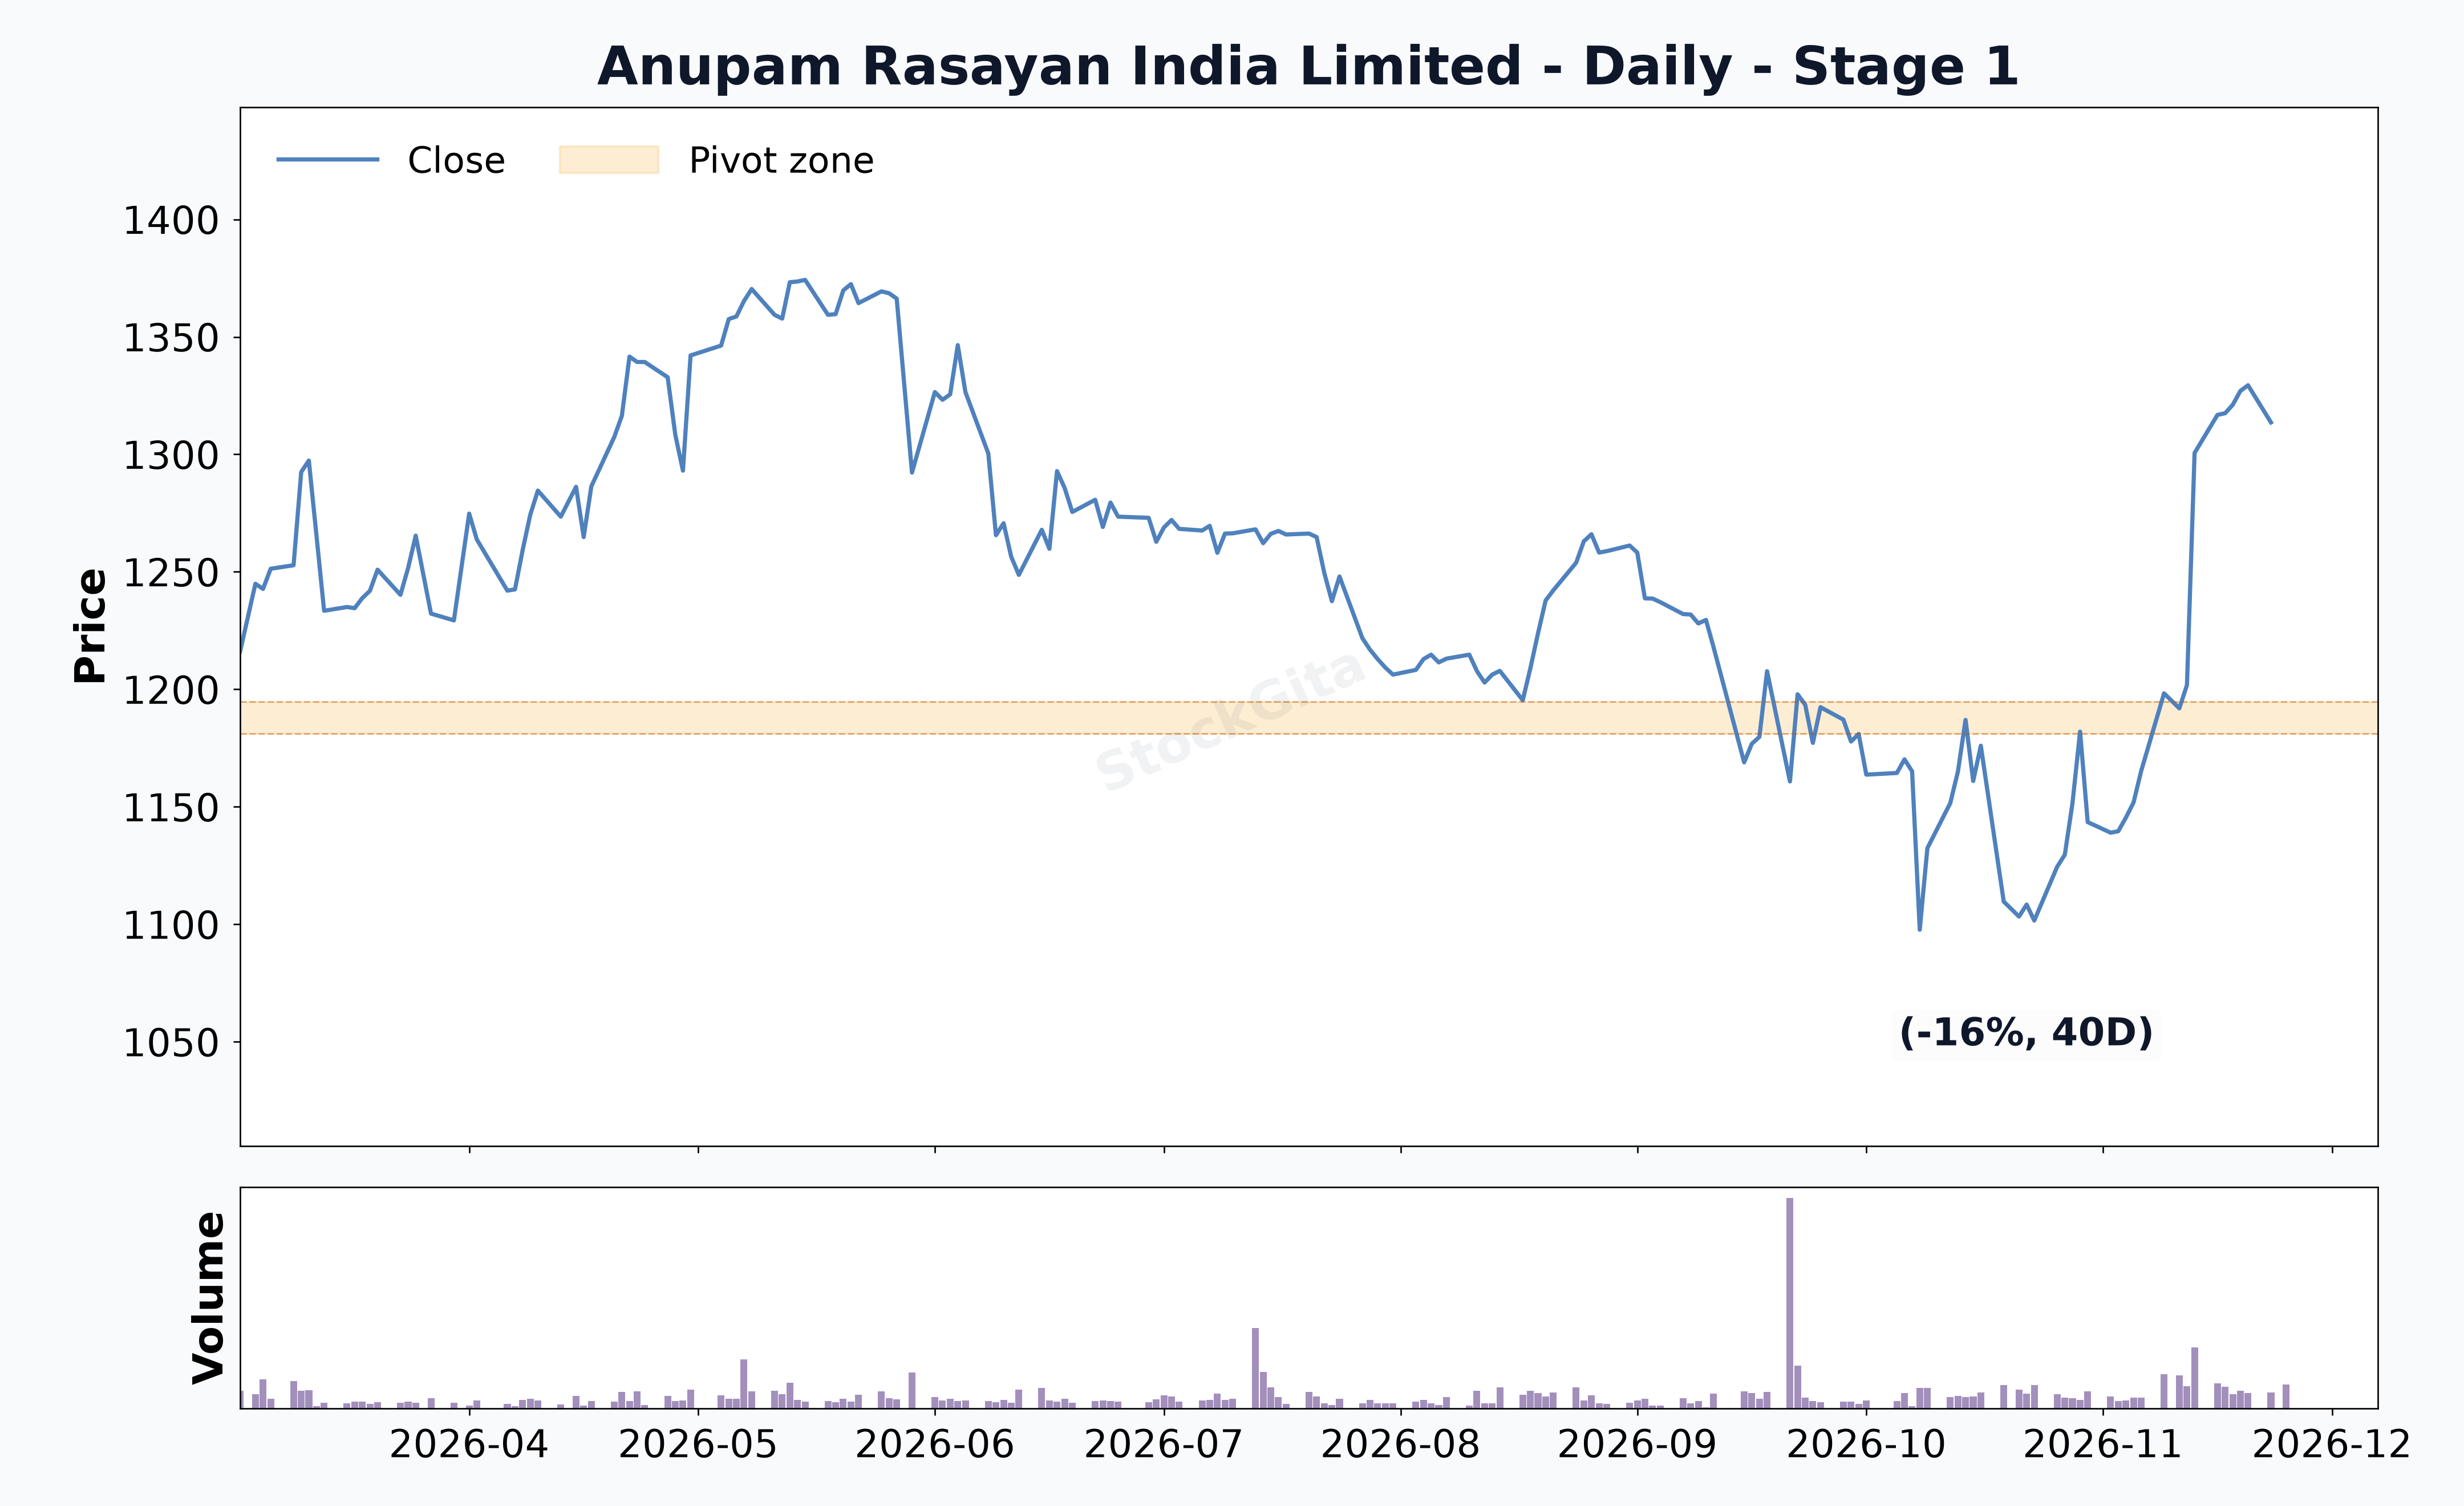 Anupam Rasayan India Limited - Daily - Stage 1
Close
Pivot zone
Price
1400
1350
1300
1250
1200
1150
1100
1050
StockGita
(-16%, 40D)
Volume
2026-04
2026-05
2026-06
2026-07
2026-08
2026-09
2026-10
2026-11
2026-12